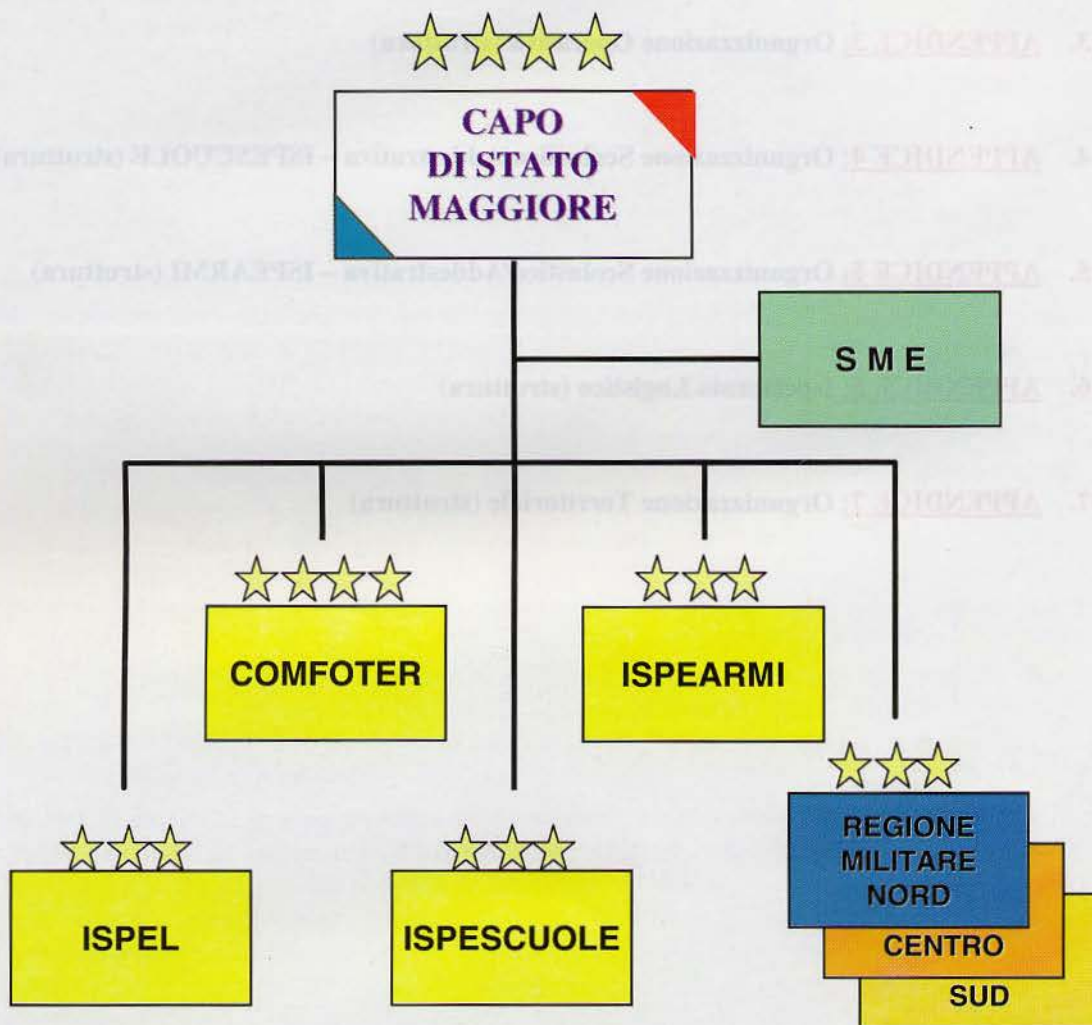 CAPO
DI STATO
MAGGIORE
S M E
COMFOTER
ISPEARMI
REGIONE
MILITARE
NORD
CENTRO
SUD
ISPEL
ISPESCUOLE